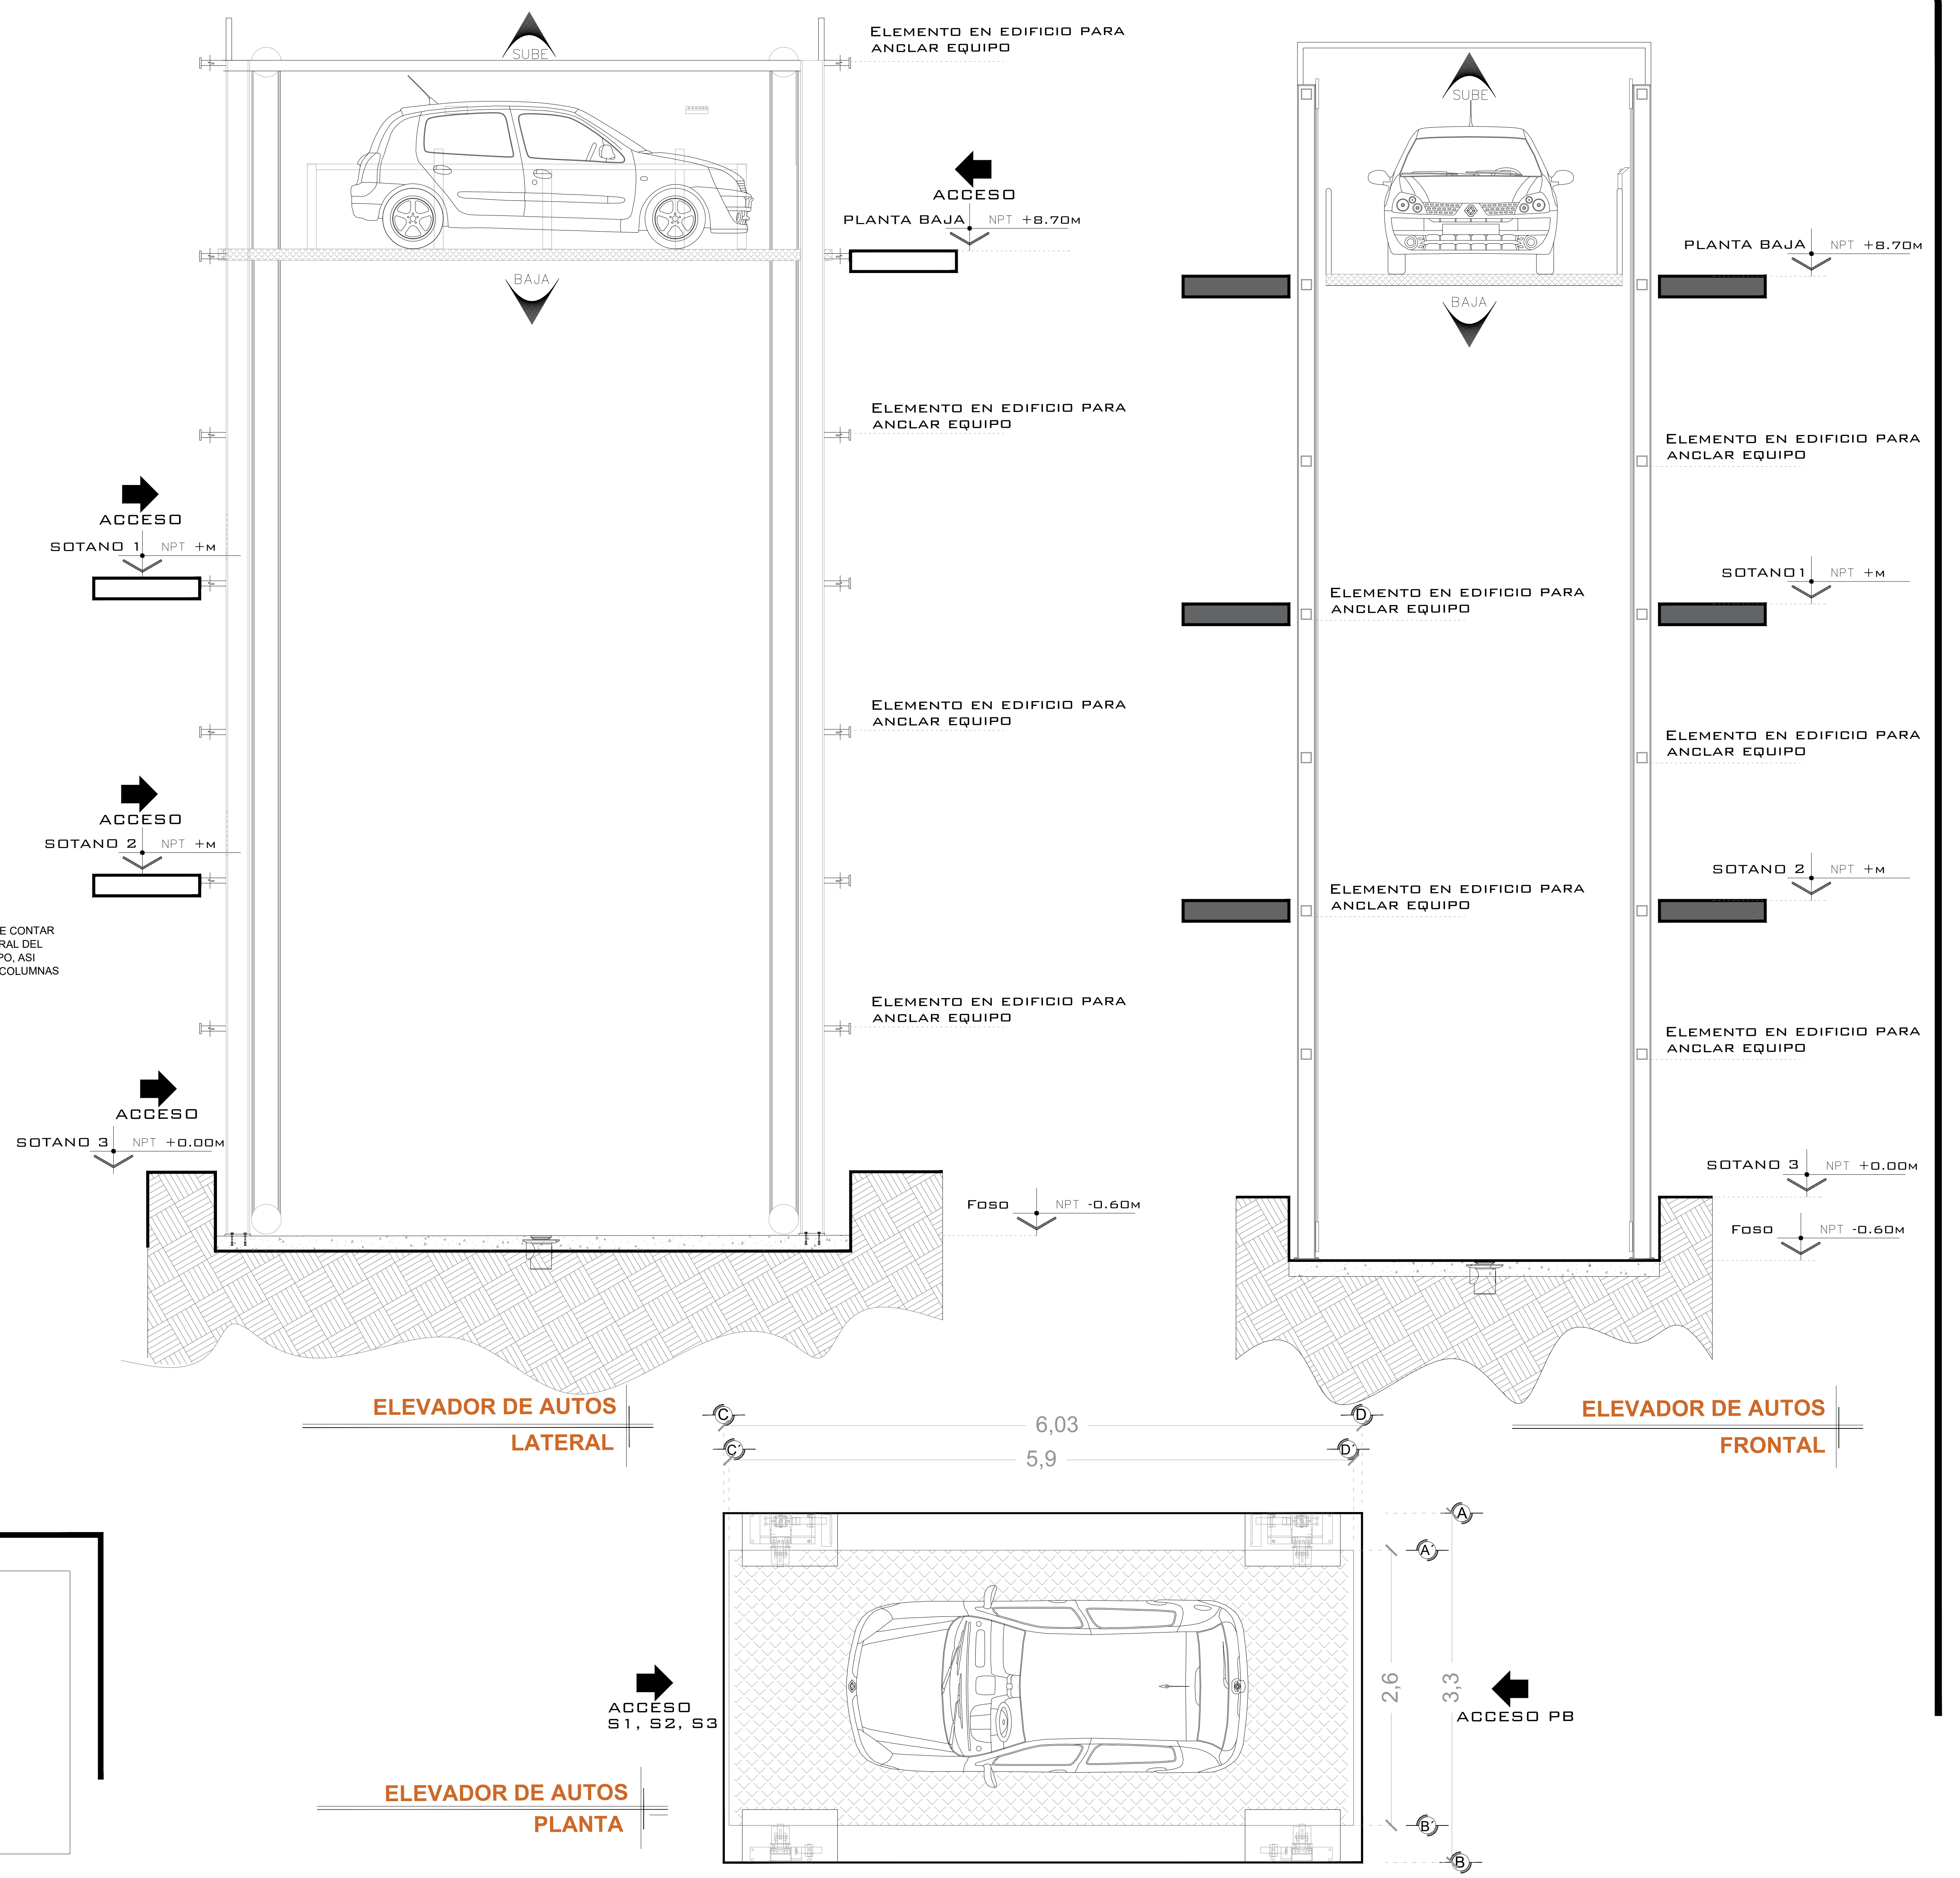 SUBE
ELEMENTO EN EDIFICIO PARA
ANCLAR EQUIPO
ACCESO
PLANTA BAJA NPT +8.70M
BAJA
ELEMENTO EN EDIFICIO PARA
ANCLAR EQUIPO
ACCESO
SOTANO 1 NPT +M
ELEMENTO EN EDIFICIO PARA
ANCLAR EQUIPO
ACCESO
SOTANO 2 NPT +M
E CONTAR
RAL DEL
PO, ASI
COLUMNAS
ELEMENTO EN EDIFICIO PARA
ANCLAR EQUIPO
ACCESO
SOTANO 3 NPT +0.00M
FOSO NPT -0.60M
ELEVADOR DE AUTOS
LATERAL
SUBE
PLANTA BAJA NPT +8.70M
BAJA
ELEMENTO EN EDIFICIO PARA
ANCLAR EQUIPO
SOTANO1 NPT +M
ELEMENTO EN EDIFICIO PARA
ANCLAR EQUIPO
ELEMENTO EN EDIFICIO PARA
ANCLAR EQUIPO
SOTANO 2 NPT +M
ELEMENTO EN EDIFICIO PARA
ANCLAR EQUIPO
ELEMENTO EN EDIFICIO PARA
ANCLAR EQUIPO
SOTANO 3 NPT +0.00M
FOSO NPT -0.60M
ELEVADOR DE AUTOS
FRONTAL
C 6,03 D
C' 5,9 D'
A
A'
2,6
3,3
B'
B
ACCESO
S1, S2, S3
ACCESO PB
ELEVADOR DE AUTOS
PLANTA